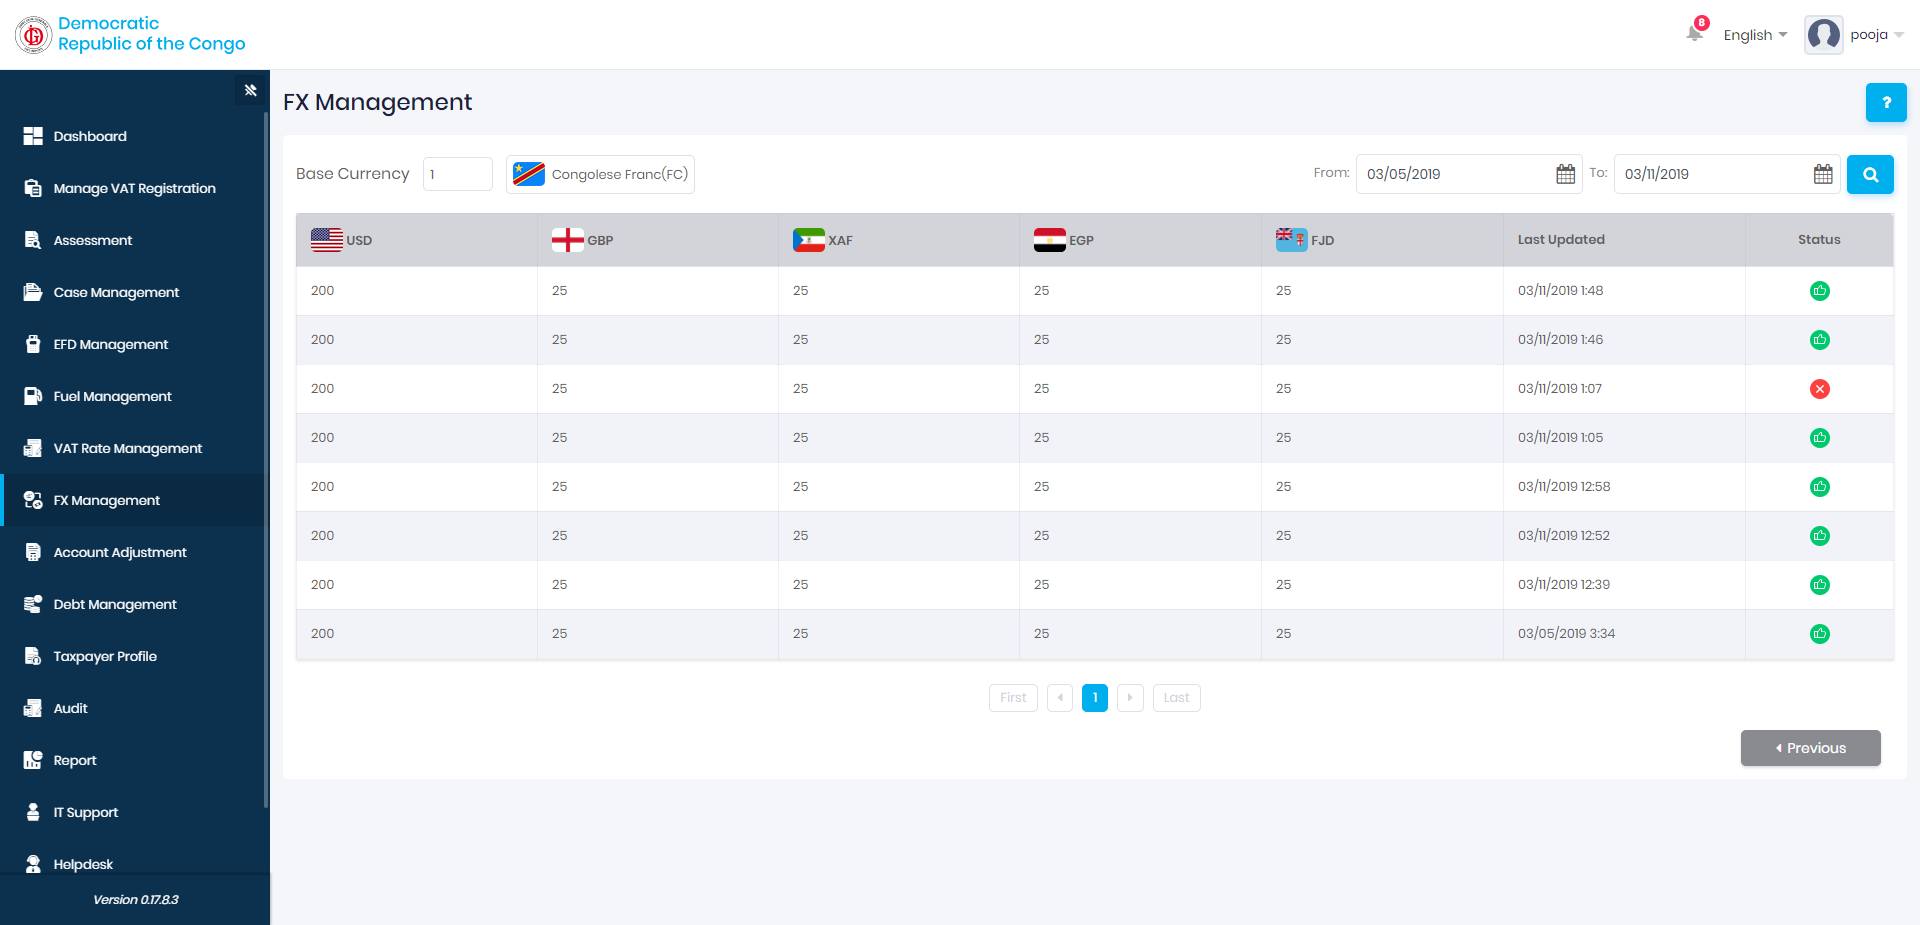 Democratic
Republic of the Congo
8
English
pooja
Dashboard
Manage VAT Registration
Assessment
Case Management
EFD Management
Fuel Management
VAT Rate Management
FX Management
Account Adjustment
Debt Management
Taxpayer Profile
Audit
Report
IT Support
Helpdesk
Version 0.17.8.3
FX Management
?
Base Currency 1 Congolese Franc(FC) From: 03/05/2019 To: 03/11/2019
USD GBP XAF EGP FJD Last Updated Status
200 25 25 25 25 03/11/2019 1:48
200 25 25 25 25 03/11/2019 1:46
200 25 25 25 25 03/11/2019 1:07
200 25 25 25 25 03/11/2019 1:05
200 25 25 25 25 03/11/2019 12:58
200 25 25 25 25 03/11/2019 12:52
200 25 25 25 25 03/11/2019 12:39
200 25 25 25 25 03/05/2019 3:34
First 1 Last
Previous